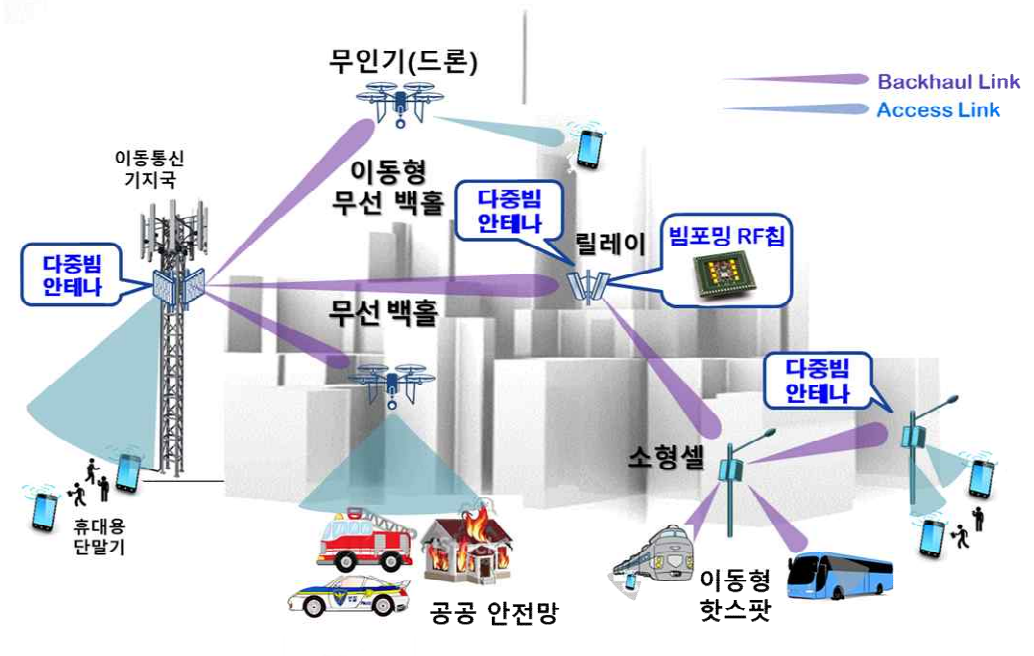 무인기(드론)
Backhaul Link
Access Link
이동통신
기지국
이동형
무선 백홀
다중빔
안테나
릴레이
빔포밍 RF칩
다중빔
안테나
무선 백홀
다중빔
안테나
소형셀
휴대용
단말기
공공 안전망
이동형
핫스팟